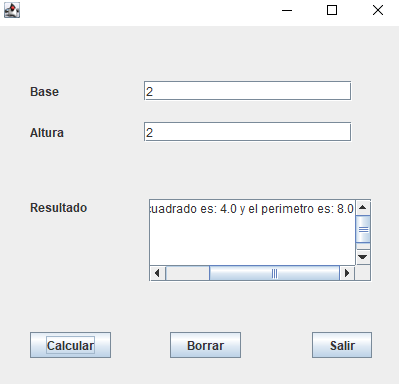 Base 2
Altura 2
Resultado cuadrado es: 4.0 y el perimetro es: 8.0
Calcular Borrar Salir